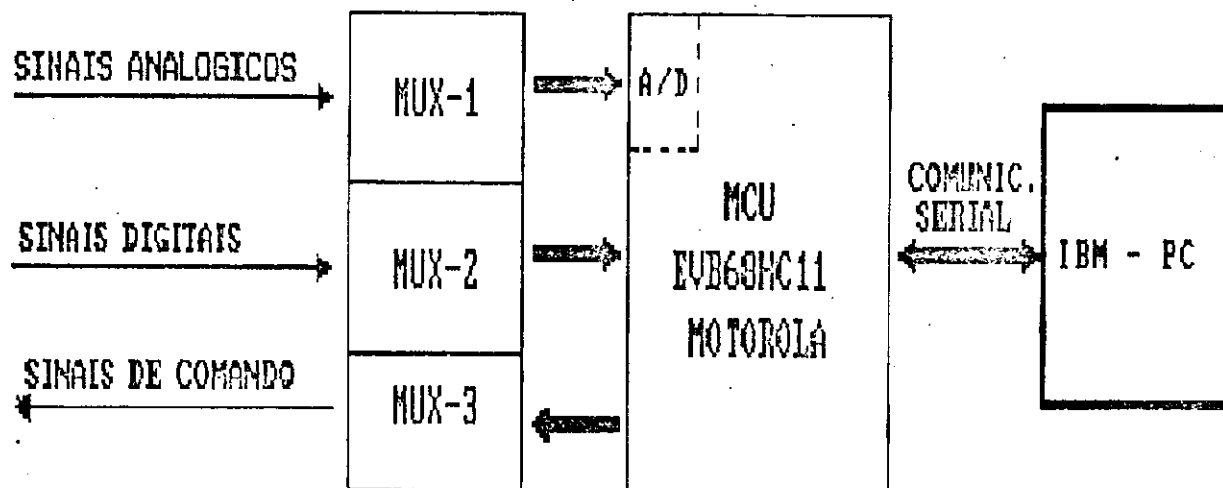 SINAIS ANALOGICOS
MUX-1
A/D
SINAIS DIGITAIS
MUX-2
MCU
EVB68HC11
MOTOROLA
COMUNIC.
SERIAL
IBM - PC
SINAIS DE COMANDO
MUX-3